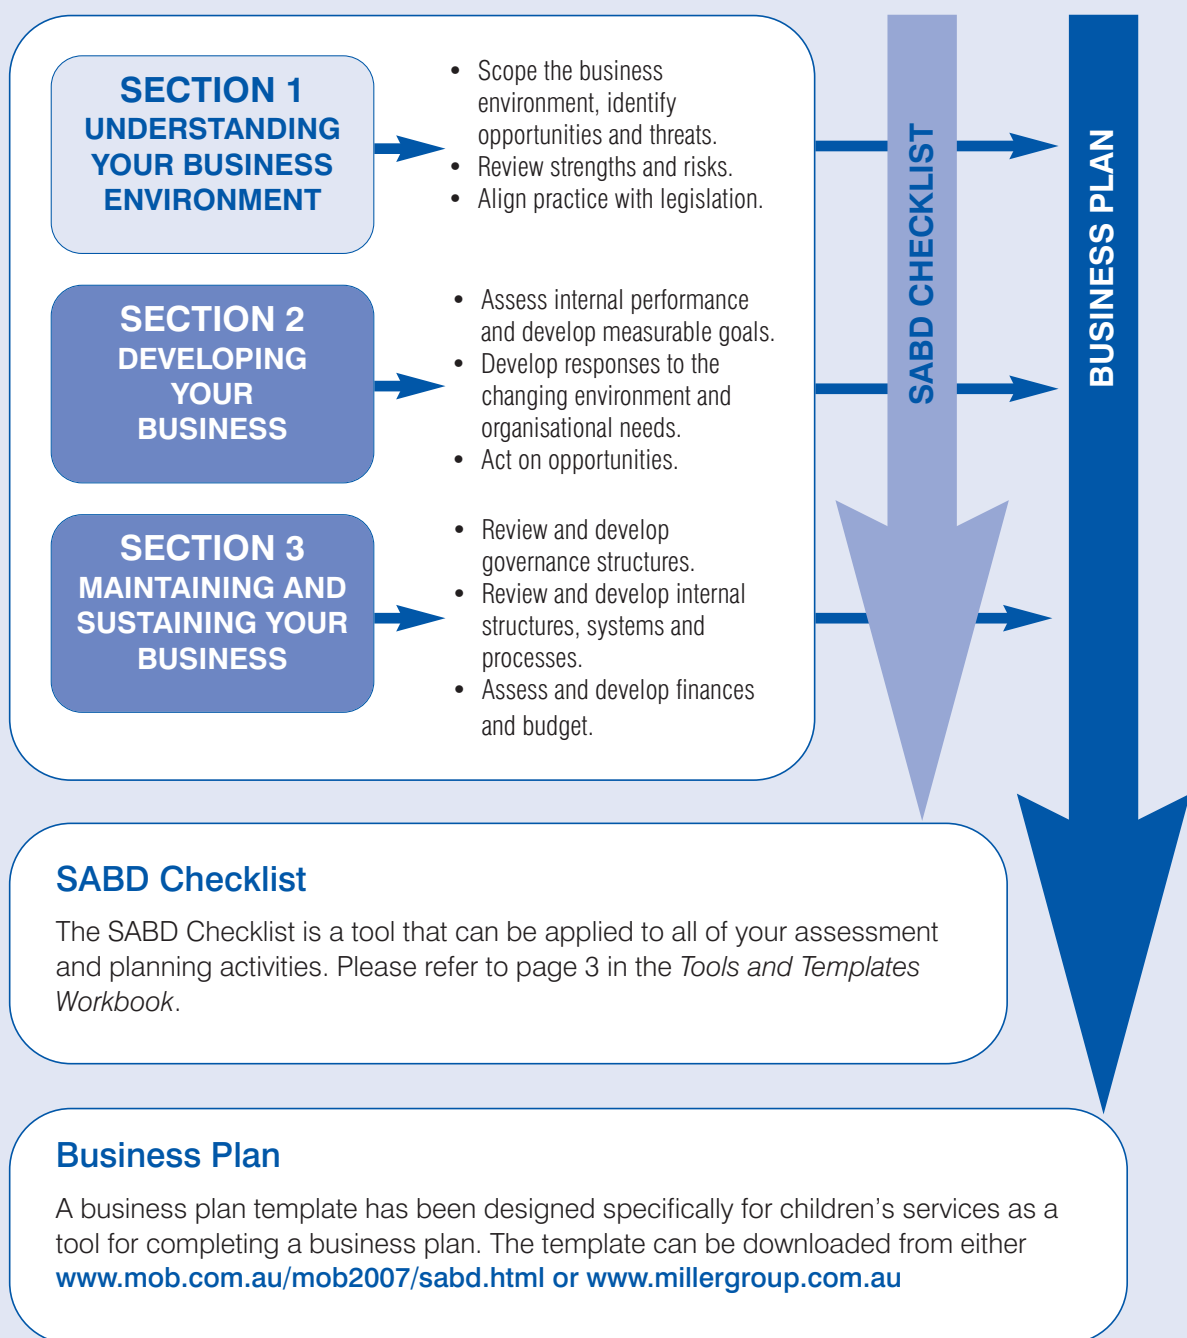 SECTION 1
UNDERSTANDING
YOUR BUSINESS
ENVIRONMENT
• Scope the business
environment, identify
opportunities and threats.
• Review strengths and risks.
• Align practice with legislation.
SECTION 2
DEVELOPING
YOUR
BUSINESS
• Assess internal performance
and develop measurable goals.
• Develop responses to the
changing environment and
organisational needs.
• Act on opportunities.
SECTION 3
MAINTAINING AND
SUSTAINING YOUR
BUSINESS
• Review and develop
governance structures.
• Review and develop internal
structures, systems and
processes.
• Assess and develop finances
and budget.
SABD CHECKLIST
BUSINESS PLAN
SABD Checklist
The SABD Checklist is a tool that can be applied to all of your assessment
and planning activities. Please refer to page 3 in the Tools and Templates
Workbook.
Business Plan
A business plan template has been designed specifically for children’s services as a
tool for completing a business plan. The template can be downloaded from either
www.mob.com.au/mob2007/sabd.html or www.millergroup.com.au